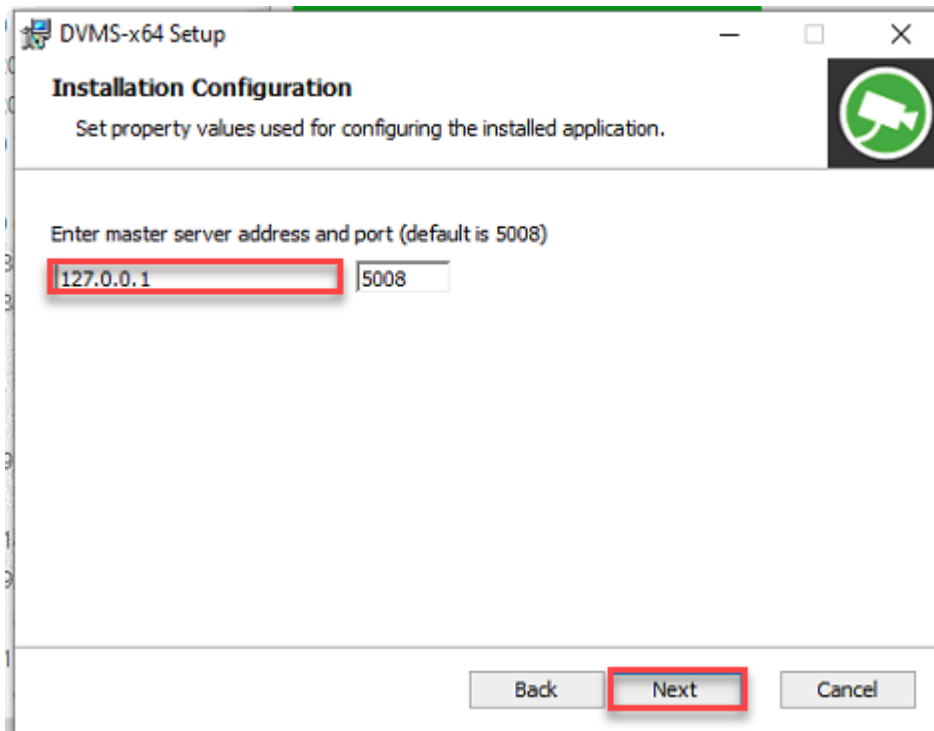 DVMS-x64 Setup
Installation Configuration
Set property values used for configuring the installed application.
Enter master server address and port (default is 5008)
127.0.0.1 5008
Back Next Cancel